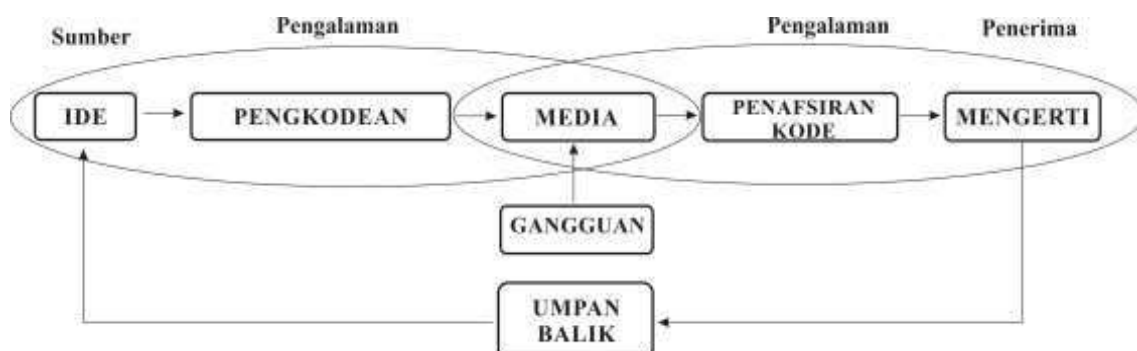 Sumber
Pengalaman
Pengalaman
Penerima
IDE
PENGKODEAN
MEDIA
PENAFSIRAN
KODE
MENGERTI
GANGGUAN
UMPAN
BALIK